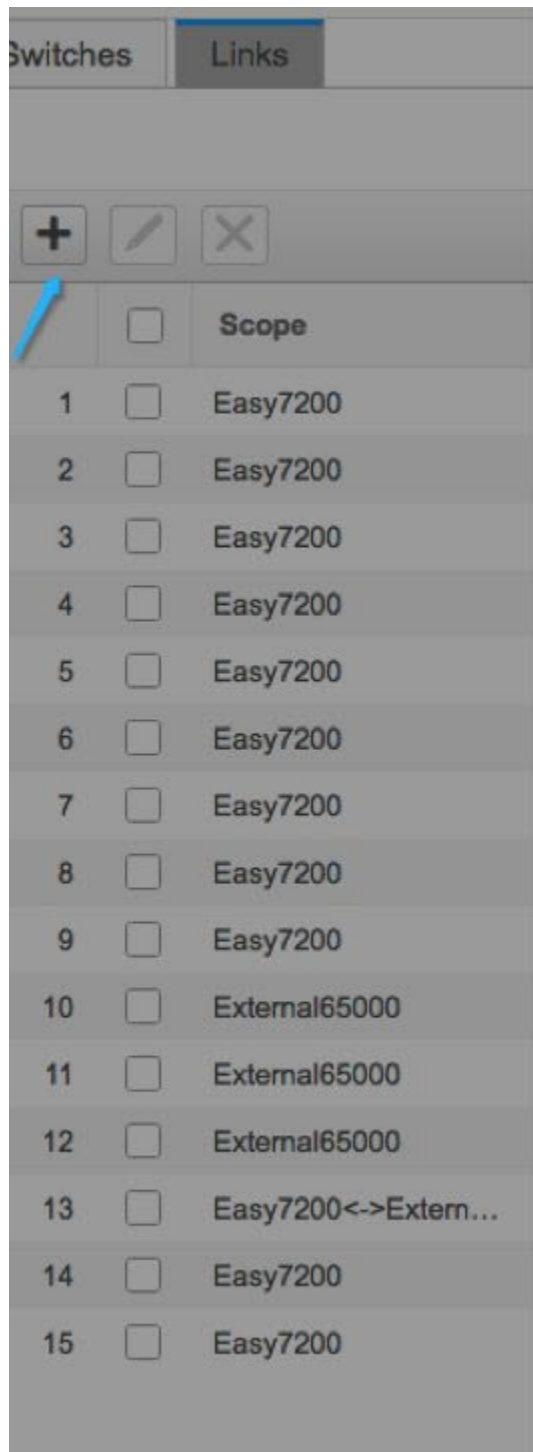 Switches Links
Scope
1 Easy7200
2 Easy7200
3 Easy7200
4 Easy7200
5 Easy7200
6 Easy7200
7 Easy7200
8 Easy7200
9 Easy7200
10 External65000
11 External65000
12 External65000
13 Easy7200<->Extern...
14 Easy7200
15 Easy7200